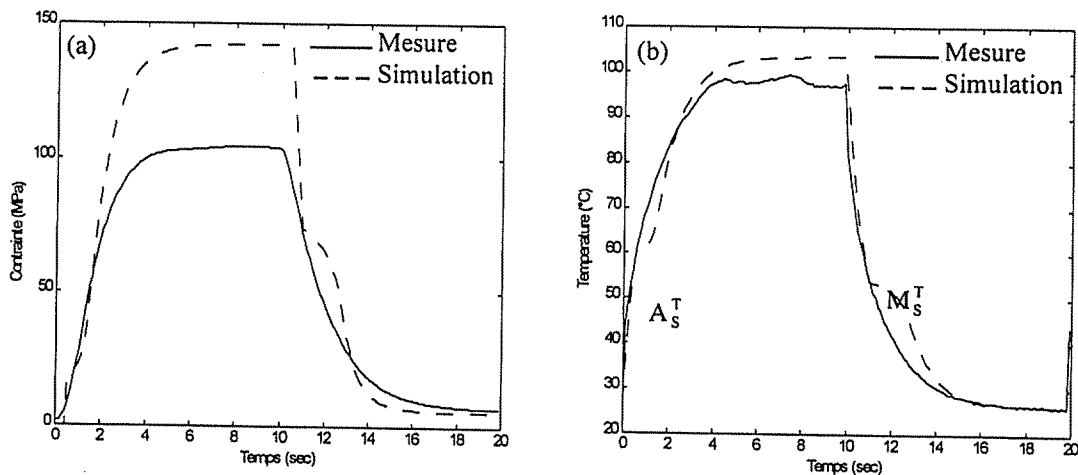 (a)
Mesure
Simulation
Contrainte (MPa)
150
100
50
0
0 2 4 6 8 10 12 14 16 18 20
Temps (sec)
(b)
Mesure
Simulation
Temperature (°C)
110
100
90
80
70
60
50
40
30
20
A_S^T
M_S^T
0 2 4 6 8 10 12 14 16 18 20
Temps (sec)